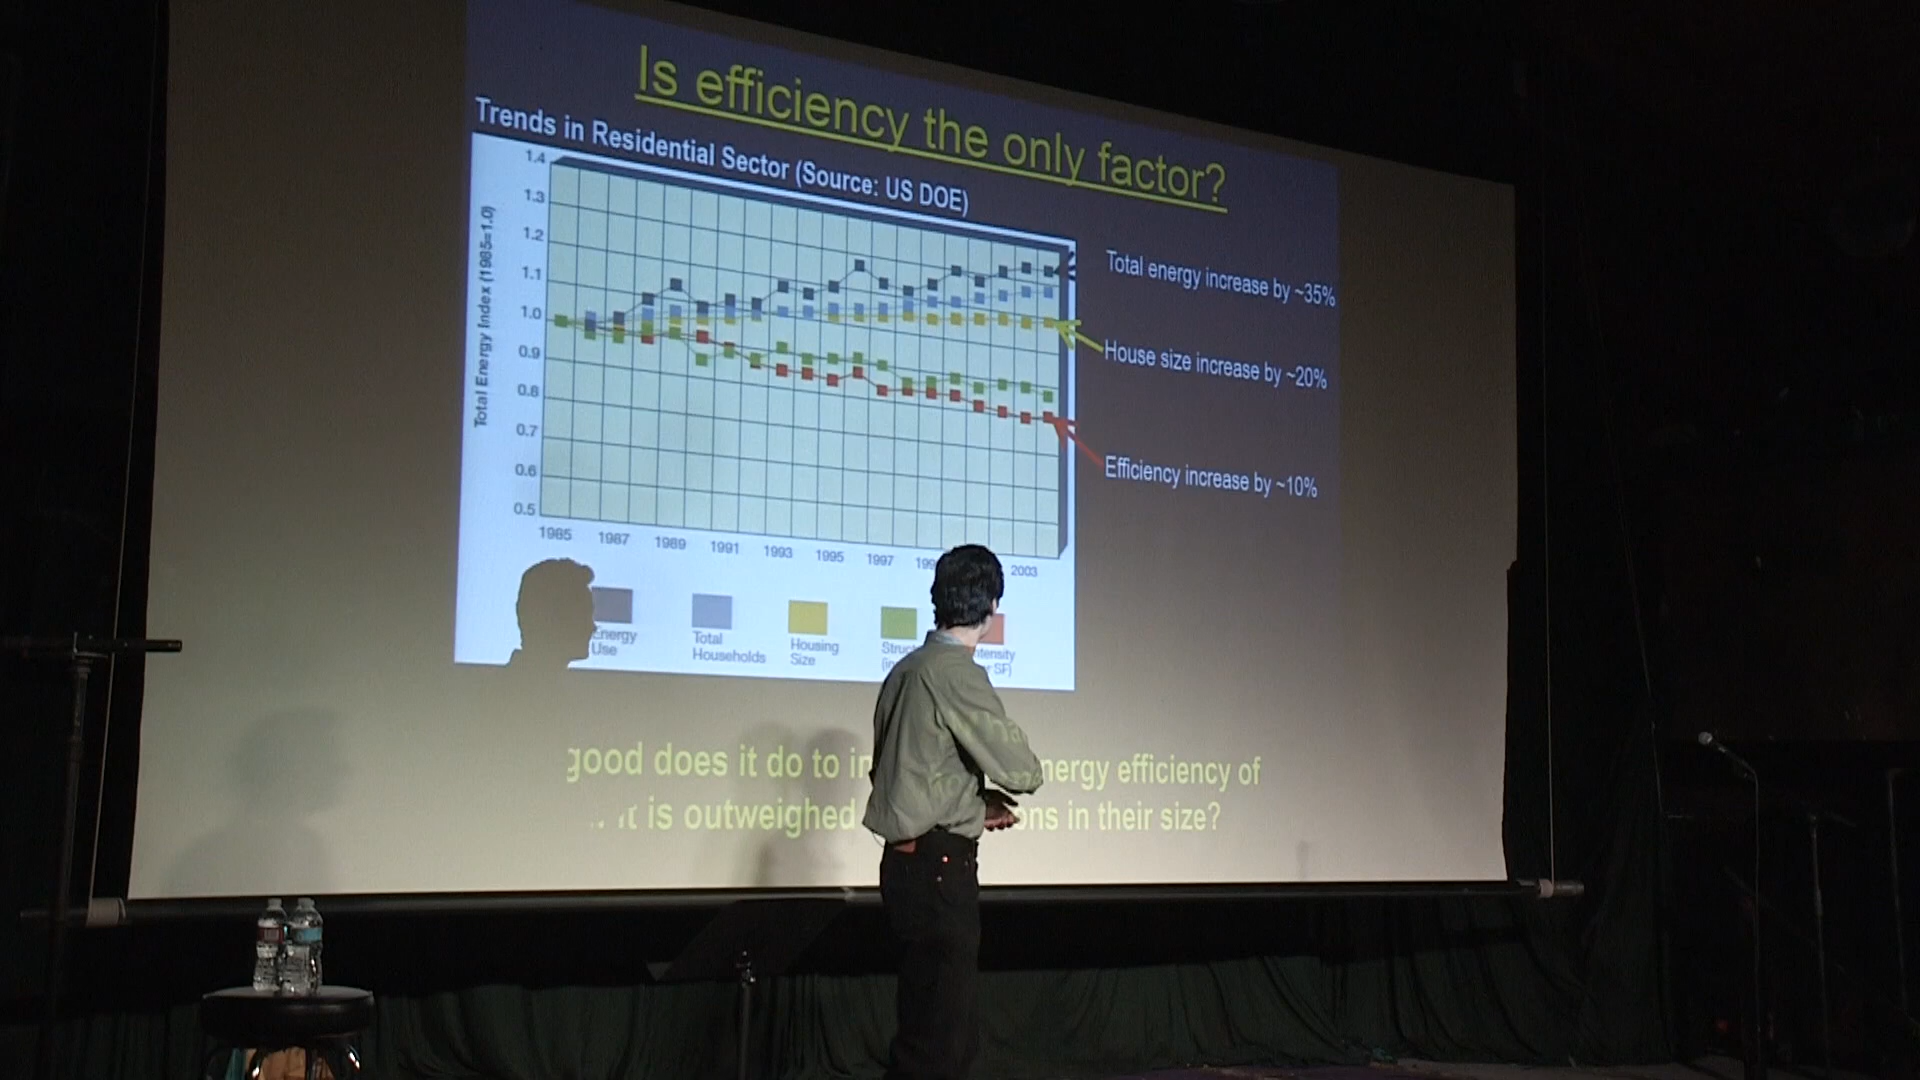 Is efficiency the only factor?
Trends in Residential Sector (Source: US DOE)
Total Energy Index (1985=1.0)
1.4
1.3
1.2
1.1
1.0
0.9
0.8
0.7
0.6
0.5
1985 1987 1989 1991 1993 1995 1997 2003
Total energy increase by ~35%
House size increase by ~20%
Efficiency increase by ~10%
Energy
Use
Total
Households
Housing
Size
SF)
good does it do to energy efficiency of
it is outweighed in their size?